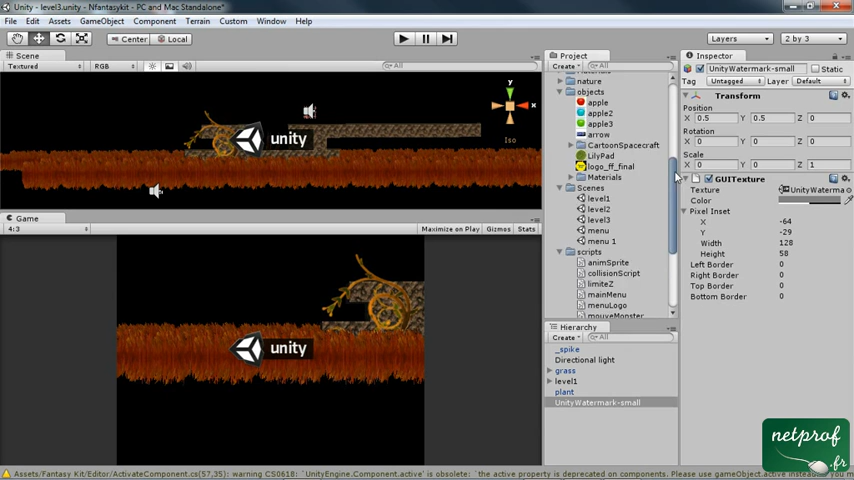 Unity - level3.unity - Nfantasykit - PC and Mac Standalone*
File Edit Assets GameObject Component Terrain Custom Window Help
Center Local Layers 2 by 3
Scene
Textured RGB All
y
x
Iso
unity
Game
4:3 Maximize on Play Gizmos Stats
unity
Project
Create All
nature
objects
apple
apple2
apple3
arrow
CartoonSpacecraft
LilyPad
logo_ff_final
Materials
Scenes
level1
level2
level3
menu
menu 1
scripts
animSprite
collisionScript
limiteZ
mainMenu
menuLogo
mouveMonster
Hierarchy
Create All
_spike
Directional light
grass
level1
plant
UnityWatermark-small
Inspector
UnityWatermark-small Static
Tag Untagged Layer Default
Transform
Position
X 0.5 Y 0.5 Z 0
Rotation
X 0 Y 0 Z 0
Scale
X 0 Y 0 Z 1
GUITexture
Texture UnityWaterma
Color
Pixel Inset
X -64
Y -29
Width 128
Height 58
Left Border 0
Right Border 0
Top Border 0
Bottom Border 0
netprof
.fr
Assets/Fantasy Kit/Editor/ActivateComponent.cs(57,35): warning CS0618: `UnityEngine.Component.active' is obsolete: `the active property is deprecated on components. Please use gameObject.active instead